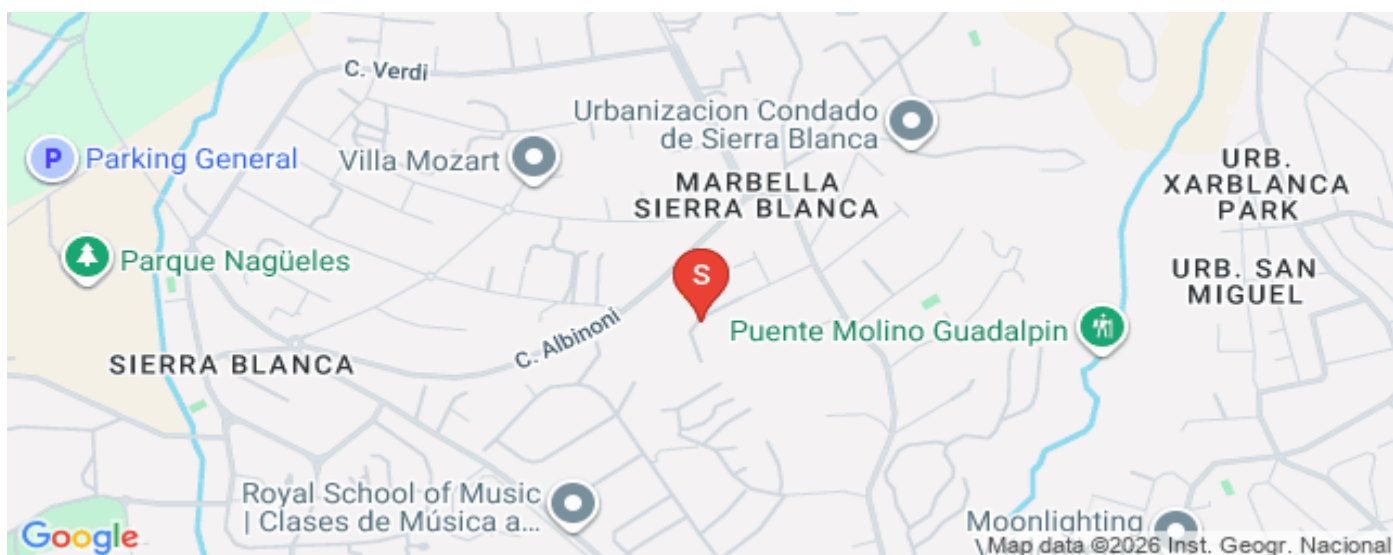 C. Verdi
Urbanizacion Condado
de Sierra Blanca
P
Parking General
Villa Mozart
MARBELLA
SIERRA BLANCA
URB.
XARBLANCA
PARK
Parque Nagüeles
S
URB. SAN
MIGUEL
C. Albinoni
Puente Molino Guadalpin
SIERRA BLANCA
Royal School of Music
| Clases de Música a...
Moonlighting
Google
Map data ©2026 Inst. Geogr. Nacional